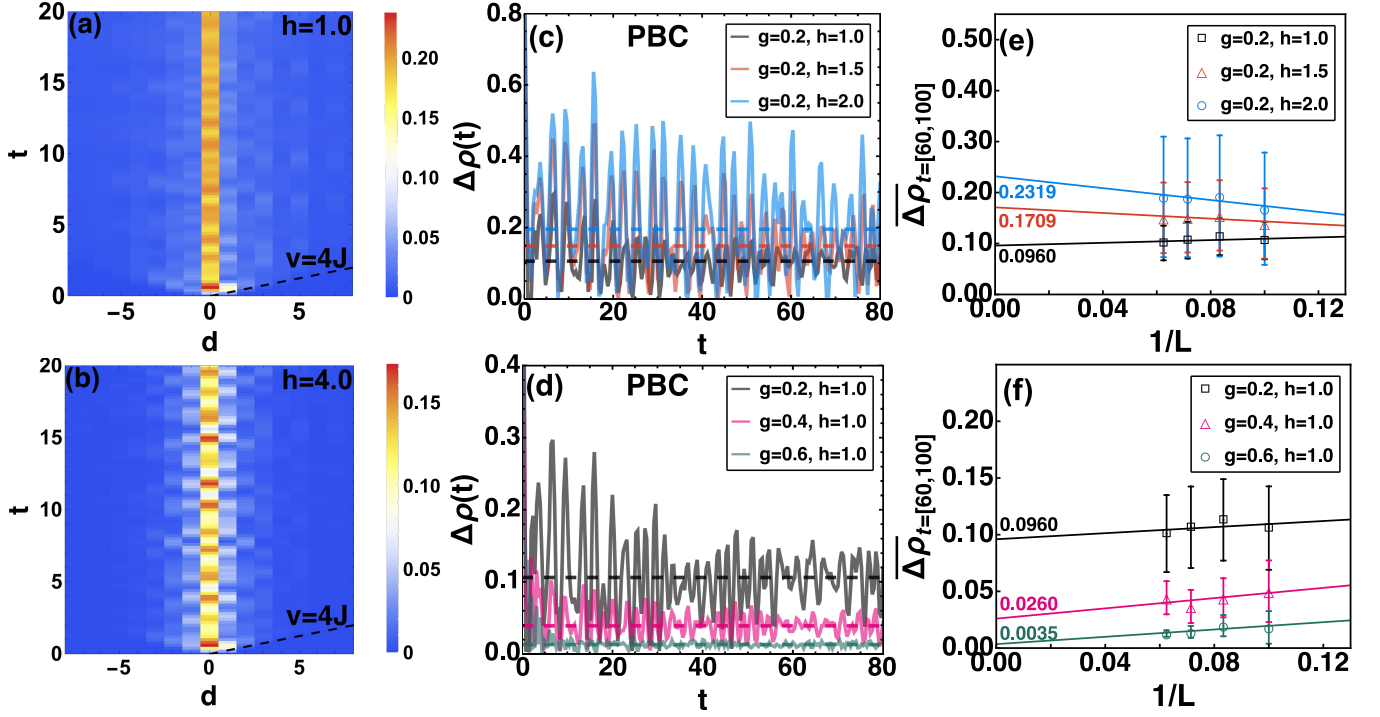 (a)
h=1.0
20
15
10
5
0
t
v=4J
−5
0
5
d
0.20
0.15
0.10
0.05
0
(b)
h=4.0
20
15
10
5
0
t
v=4J
−5
0
5
d
0.15
0.10
0.05
0
(c)
PBC
g=0.2, h=1.0
g=0.2, h=1.5
g=0.2, h=2.0
0.8
0.6
0.4
0.2
0.0
Δρ(t)
0
20
40
60
80
t
(d)
PBC
g=0.2, h=1.0
g=0.4, h=1.0
g=0.6, h=1.0
0.4
0.3
0.2
0.1
0.0
Δρ(t)
0
20
40
60
80
t
(e)
g=0.2, h=1.0
g=0.2, h=1.5
g=0.2, h=2.0
0.50
0.40
0.30
0.20
0.10
0.00
Δρt=[60,100]
0.2319
0.1709
0.0960
0.00
0.04
0.08
0.12
1/L
(f)
g=0.2, h=1.0
g=0.4, h=1.0
g=0.6, h=1.0
0.20
0.15
0.10
0.05
0.00
Δρt=[60,100]
0.0960
0.0260
0.0035
0.00
0.04
0.08
0.12
1/L